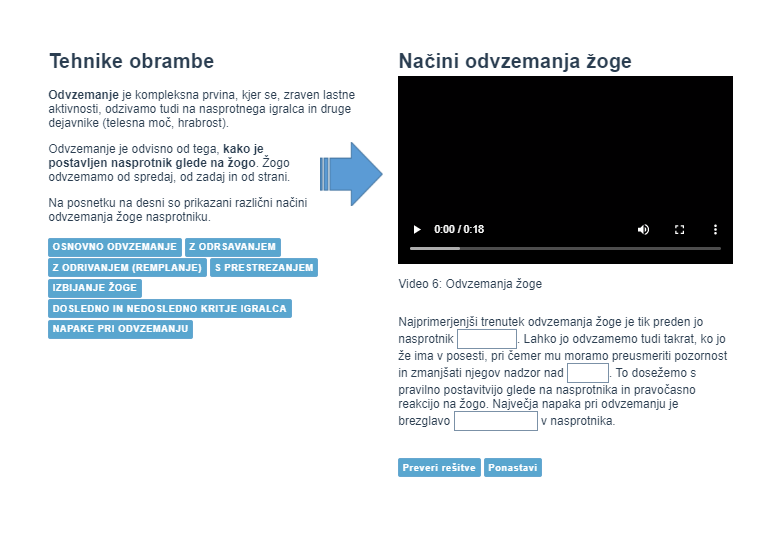 Tehnike obrambe
Odvzemanje je kompleksna prvina, kjer se, zraven lastne
aktivnosti, odzivamo tudi na nasprotnega igralca in druge
dejavnike (telesna moč, hrabrost).
Odvzemanje je odvisno od tega, kako je
postavljen nasprotnik glede na žogo. Žogo
odvzemamo od spredaj, od zadaj in od strani.
Na posnetku na desni so prikazani različni načini
odvzemanja žoge nasprotniku.
OSNOVNO ODVZEMANJE Z ODRSAVANJEM
Z ODRIVANJEM (REMPLANJE) S PRESTREZANJEM
IZBIJANJE ŽOGE
DOSLEDNO IN NEDOSLEDNO KRITJE IGRALCA
NAPAKE PRI ODVZEMANJU
Načini odvzemanja žoge
0:00 / 0:18
Video 6: Odvzemanja žoge
Najprimerjenjši trenutek odvzemanja žoge je tik preden jo
nasprotnik . Lahko jo odvzamemo tudi takrat, ko jo
že ima v posesti, pri čemer mu moramo preusmeriti pozornost
in zmanjšati njegov nadzor nad . To dosežemo s
pravilno postavitvijo glede na nasprotnika in pravočasno
reakcijo na žogo. Največja napaka pri odvzemanju je
brezglavo v nasprotnika.
Preveri rešitve Ponastavi